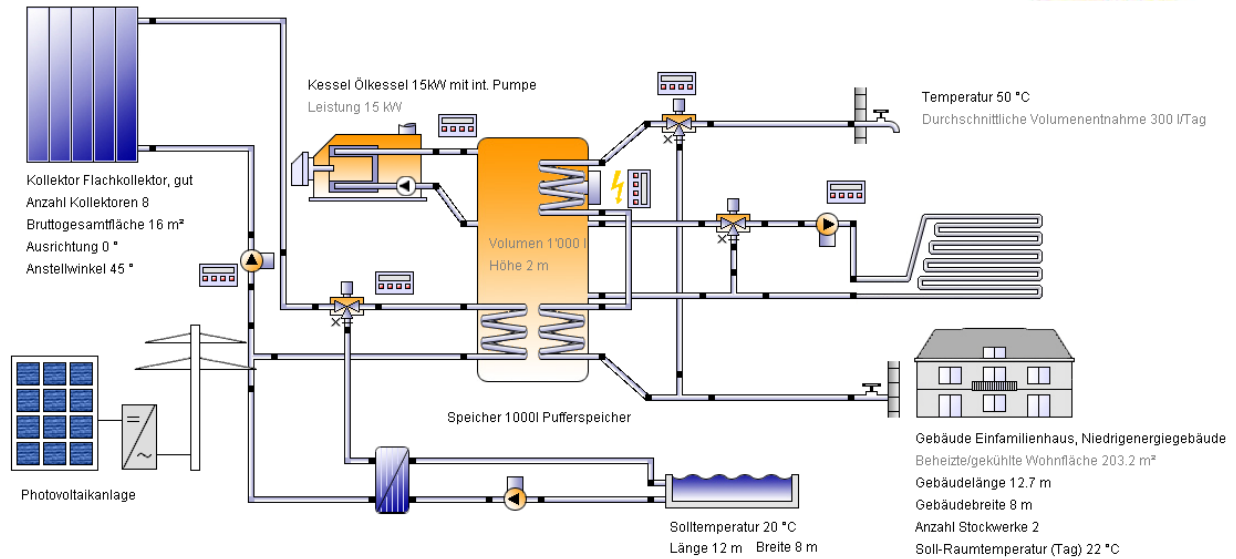 Kessel Ölkessel 15kW mit int. Pumpe
Leistung 15 kW
Temperatur 50 °C
Durchschnittliche Volumenentnahme 300 l/Tag
Kollektor Flachkollektor, gut
Anzahl Kollektoren 8
Bruttogesamtfläche 16 m²
Ausrichtung 0 °
Anstellwinkel 45 °
Volumen 1'000 l
Höhe 2 m
Speicher 1000l Pufferspeicher
Photovoltaikanlage
Solltemperatur 20 °C
Länge 12 m Breite 8 m
Gebäude Einfamilienhaus, Niedrigenergiegebäude
Beheizte/gekühlte Wohnfläche 203.2 m²
Gebäudelänge 12.7 m
Gebäudebreite 8 m
Anzahl Stockwerke 2
Soll-Raumtemperatur (Tag) 22 °C